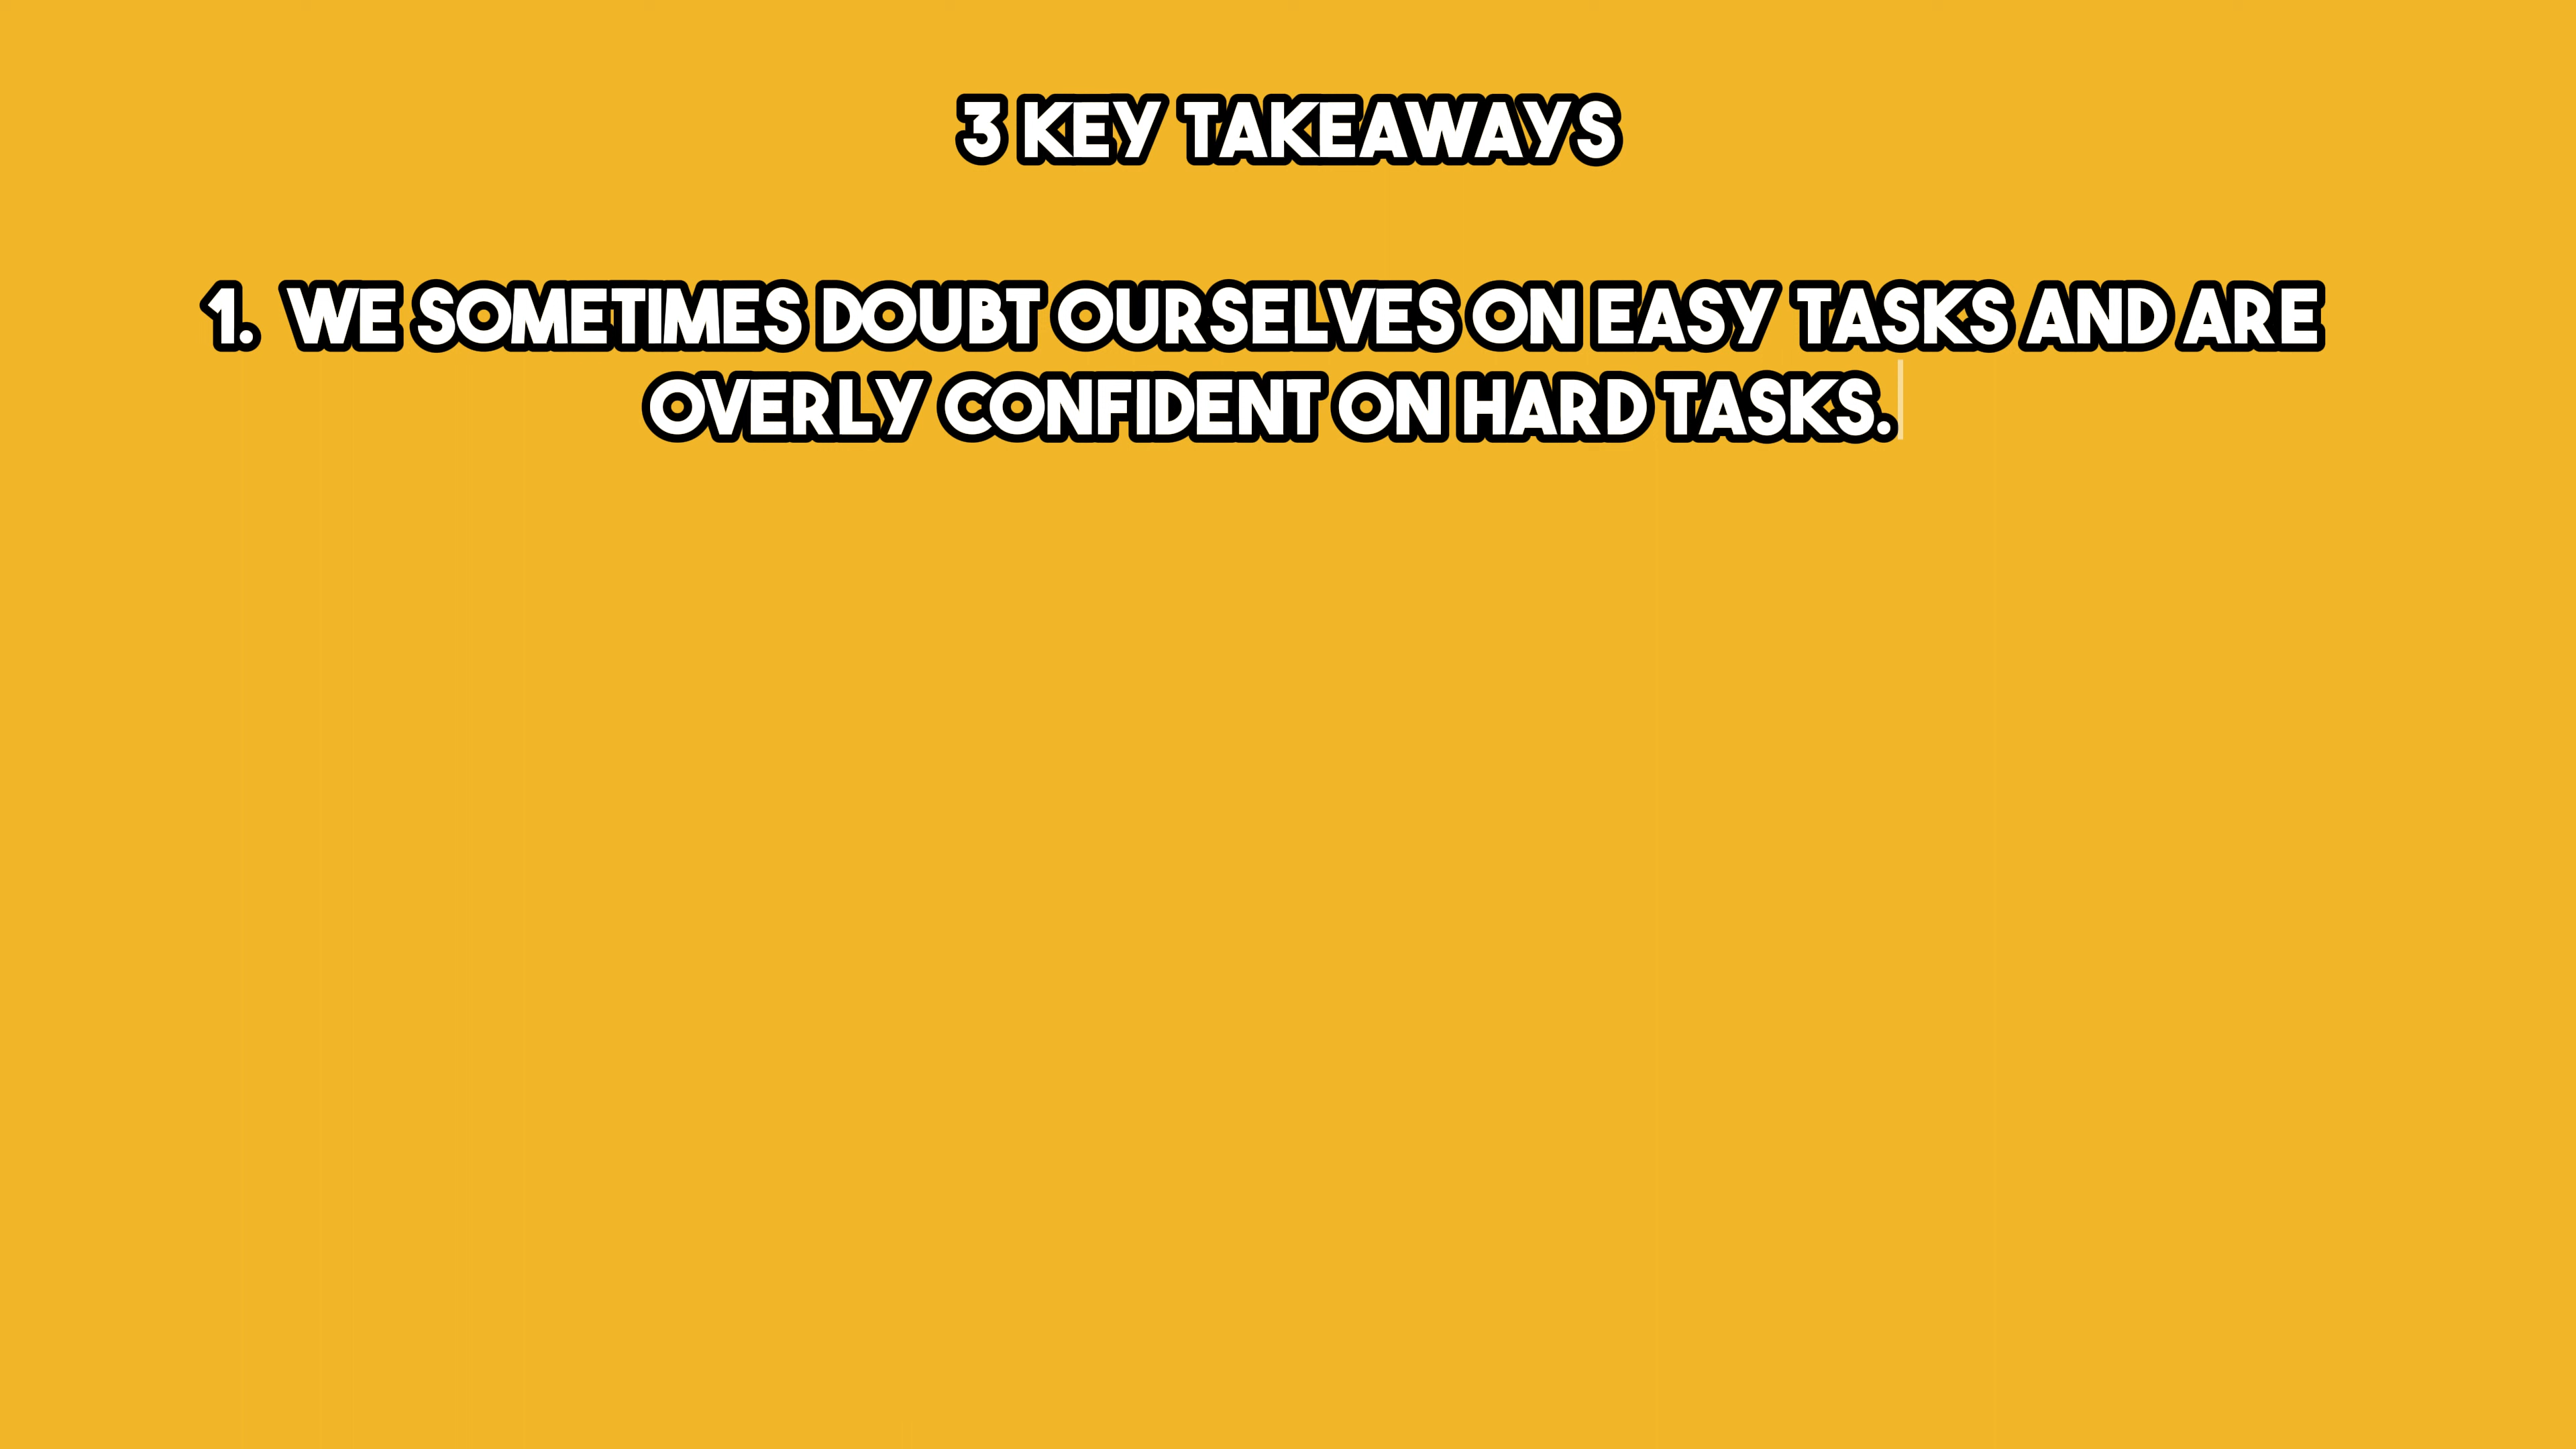 3 KEY TAKEAWAYS
1. WE SOMETIMES DOUBT OURSELVES ON EASY TASKS AND ARE
OVERLY CONFIDENT ON HARD TASKS.